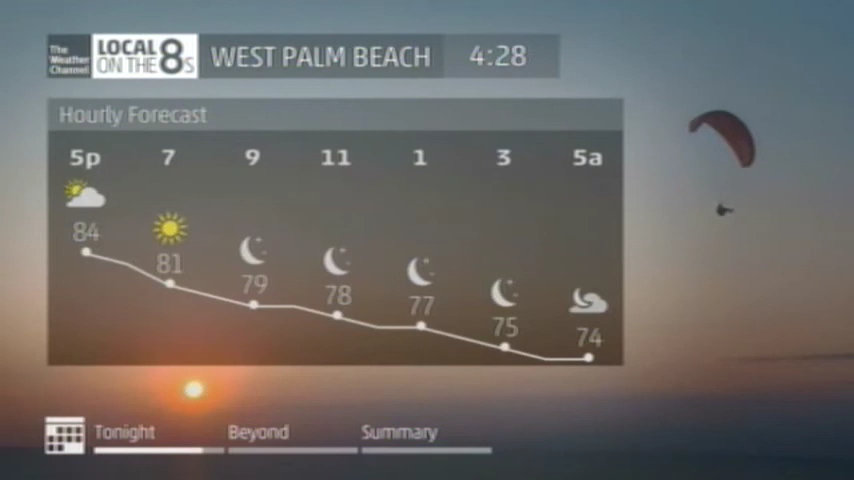 The
Weather
Channel
LOCAL
ON THE 8s
WEST PALM BEACH
4:28
Hourly Forecast
5p 7 9 11 1 3 5a
84 81 79 78 77 75 74
Tonight Beyond Summary